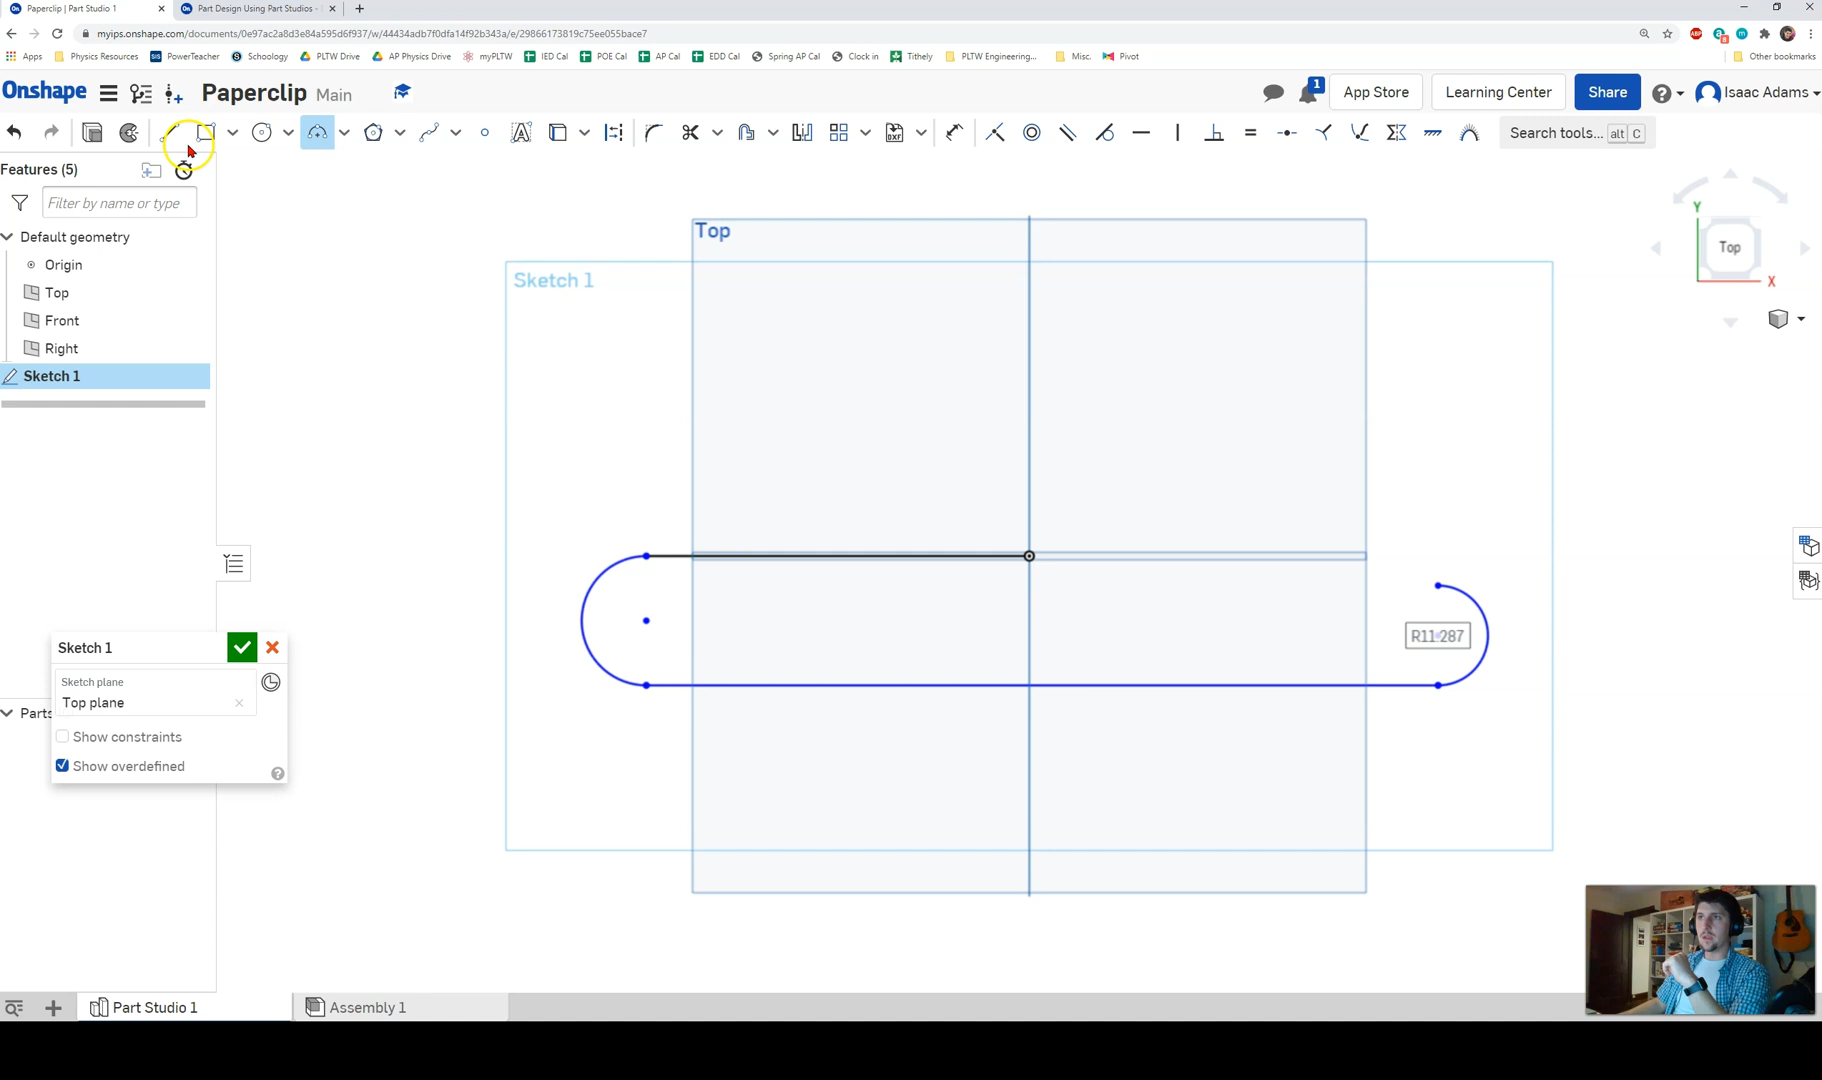 Paperclip | Part Studio 1
Part Design Using Part Studios -
myips.onshape.com/documents/0e97ac2a8d3e84a595d6f937/w/44434adb7f0dfa14f92b343a/e/29866173819c75ee055bace7
Apps
Physics Resources
PowerTeacher
Schoology
PLTW Drive
AP Physics Drive
myPLTW
IED Cal
POE Cal
AP Cal
EDD Cal
Spring AP Cal
Clock in
Tithely
PLTW Engineering...
Misc.
Pivot
Other bookmarks
Onshape
Paperclip Main
1
App Store
Learning Center
Share
Isaac Adams
Search tools... alt C
Features (5)
Filter by name or type
Default geometry
Origin
Top
Front
Right
Sketch 1
Parts
Sketch 1
Sketch plane
Top plane
Show constraints
Show overdefined
Top
Sketch 1
R11.287
Y
Top
X
Part Studio 1
Assembly 1